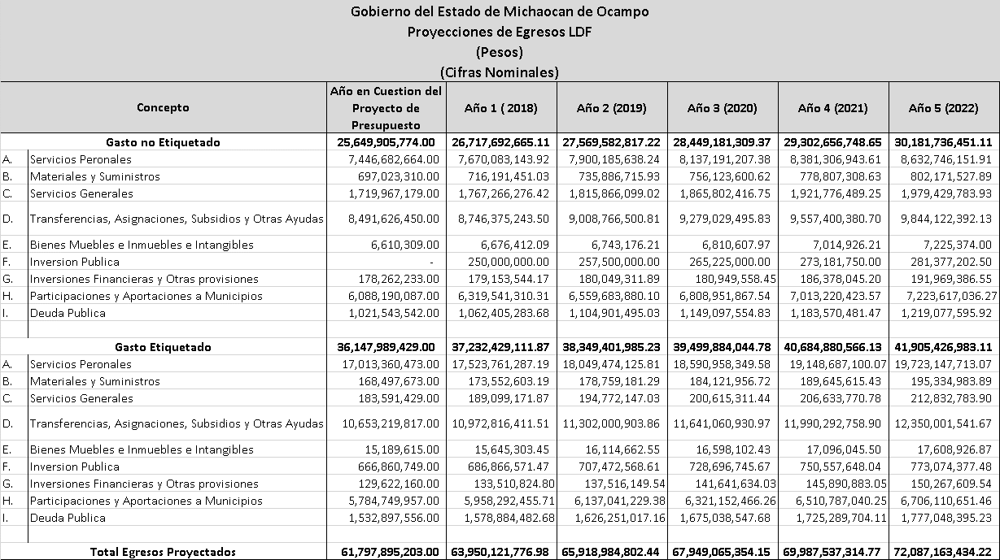 Gobierno del Estado de Michaocan de Ocampo
Proyecciones de Egresos LDF
(Pesos)
(Cifras Nominales)
Concepto Año en Cuestion del Proyecto de Presupuesto Año 1 ( 2018) Año 2 (2019) Año 3 (2020) Año 4 (2021) Año 5 (2022)
Gasto no Etiquetado 25,649,905,774.00 26,717,692,665.11 27,569,582,817.22 28,449,181,309.37 29,302,656,748.65 30,181,736,451.11
A. Servicios Peronales 7,446,682,664.00 7,670,083,143.92 7,900,185,638.24 8,137,191,207.38 8,381,306,943.61 8,632,746,151.91
B. Materiales y Suministros 697,023,310.00 716,191,451.03 735,886,715.93 756,123,600.62 778,807,308.63 802,171,527.89
C. Servicios Generales 1,719,967,179.00 1,767,266,276.42 1,815,866,099.02 1,865,802,416.75 1,921,776,489.25 1,979,429,783.93
D. Transferencias, Asignaciones, Subsidios y Otras Ayudas 8,491,626,450.00 8,746,375,243.50 9,008,766,500.81 9,279,029,495.83 9,557,400,380.70 9,844,122,392.13
E. Bienes Muebles e Inmuebles e Intangibles 6,610,309.00 6,676,412.09 6,743,176.21 6,810,607.97 7,014,926.21 7,225,374.00
F. Inversion Publica - 250,000,000.00 257,500,000.00 265,225,000.00 273,181,750.00 281,377,202.50
G. Inversiones Financieras y Otras provisiones 178,262,233.00 179,153,544.17 180,049,311.89 180,949,558.45 186,378,045.20 191,969,386.55
H. Participaciones y Aportaciones a Municipios 6,088,190,087.00 6,319,541,310.31 6,559,683,880.10 6,808,951,867.54 7,013,220,423.57 7,223,617,036.27
I. Deuda Publica 1,021,543,542.00 1,062,405,283.68 1,104,901,495.03 1,149,097,554.83 1,183,570,481.47 1,219,077,595.92
Gasto Etiquetado 36,147,989,429.00 37,232,429,111.87 38,349,401,985.23 39,499,884,044.78 40,684,880,566.13 41,905,426,983.11
A. Servicios Peronales 17,013,360,473.00 17,523,761,287.19 18,049,474,125.81 18,590,958,349.58 19,148,687,100.07 19,723,147,713.07
B. Materiales y Suministros 168,497,673.00 173,552,603.19 178,759,181.29 184,121,956.72 189,645,615.43 195,334,983.89
C. Servicios Generales 183,591,429.00 189,099,171.87 194,772,147.03 200,615,311.44 206,633,770.78 212,832,783.90
D. Transferencias, Asignaciones, Subsidios y Otras Ayudas 10,653,219,817.00 10,972,816,411.51 11,302,000,903.86 11,641,060,930.97 11,990,292,758.90 12,350,001,541.67
E. Bienes Muebles e Inmuebles e Intangibles 15,189,615.00 15,645,303.45 16,114,662.55 16,598,102.43 17,096,045.50 17,608,926.87
F. Inversion Publica 666,860,749.00 686,866,571.47 707,472,568.61 728,696,745.67 750,557,648.04 773,074,377.48
G. Inversiones Financieras y Otras provisiones 129,622,160.00 133,510,824.80 137,516,149.54 141,641,634.03 145,890,883.05 150,267,609.54
H. Participaciones y Aportaciones a Municipios 5,784,749,957.00 5,958,292,455.71 6,137,041,229.38 6,321,152,466.26 6,510,787,040.25 6,706,110,651.46
I. Deuda Publica 1,532,897,556.00 1,578,884,482.68 1,626,251,017.16 1,675,038,547.68 1,725,289,704.11 1,777,048,395.23
Total Egresos Proyectados 61,797,895,203.00 63,950,121,776.98 65,918,984,802.44 67,949,065,354.15 69,987,537,314.77 72,087,163,434.22